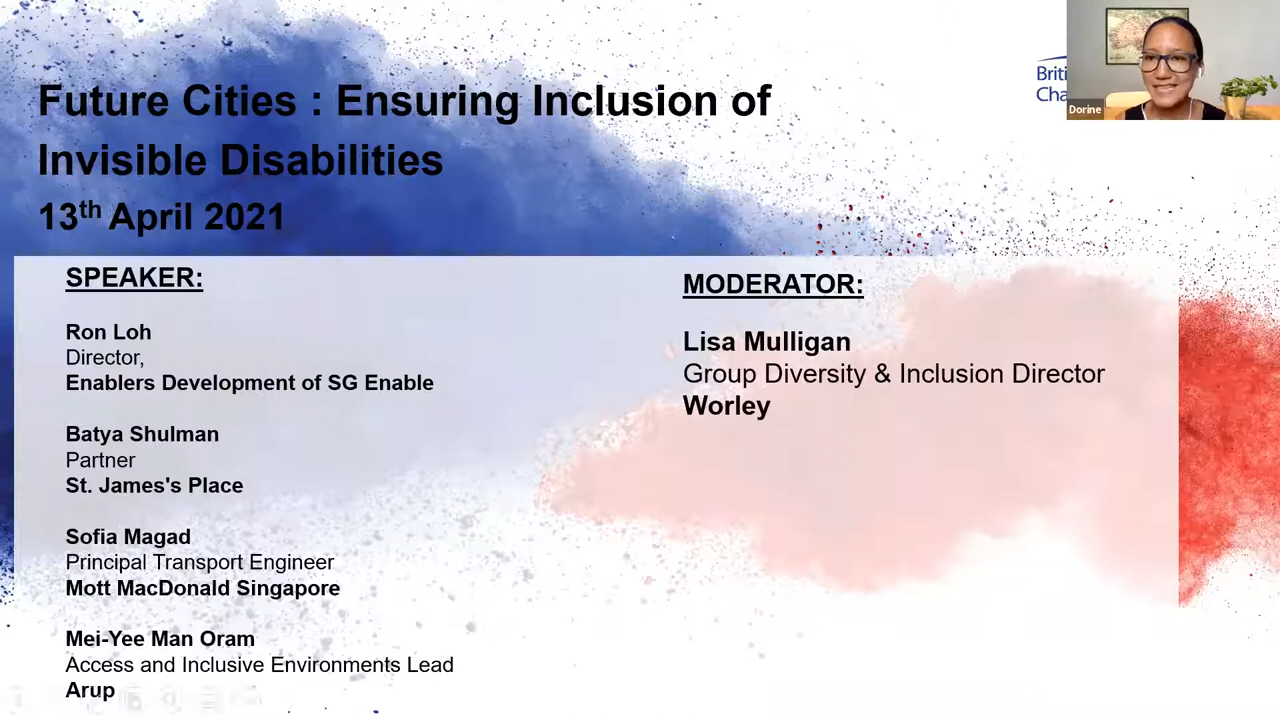 Future Cities : Ensuring Inclusion of
Invisible Disabilities
13th April 2021
Dorine
SPEAKER:
Ron Loh
Director,
Enablers Development of SG Enable
Batya Shulman
Partner
St. James's Place
Sofia Magad
Principal Transport Engineer
Mott MacDonald Singapore
Mei-Yee Man Oram
Access and Inclusive Environments Lead
Arup
MODERATOR:
Lisa Mulligan
Group Diversity & Inclusion Director
Worley